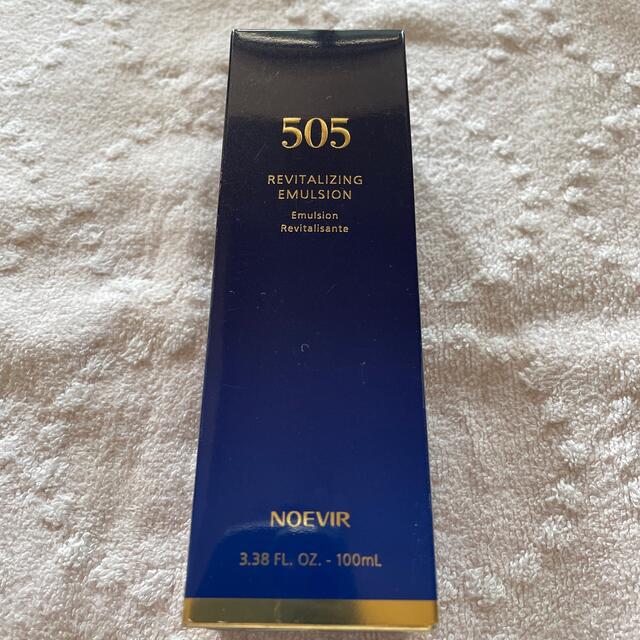 505
REVITALIZING
EMULSION
Emulsion
Revitalisante
NOEVIR
3.38 FL. OZ. - 100mL